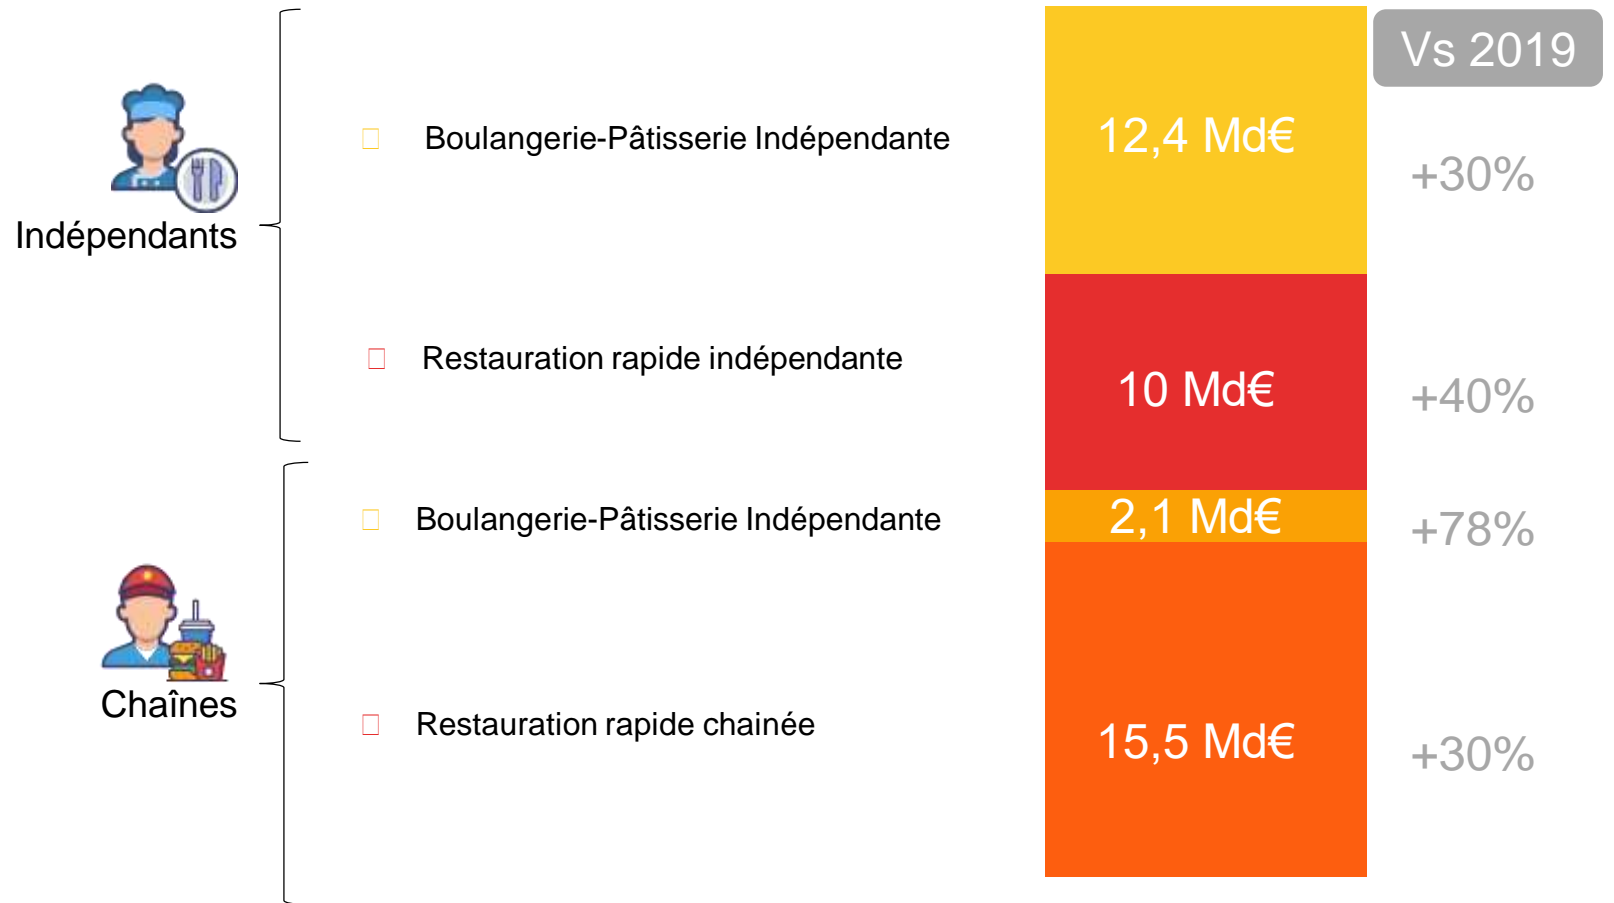 Vs 2019
Boulangerie-Pâtisserie Indépendante
12,4 Md€
+30%
Indépendants
Restauration rapide indépendante
10 Md€
+40%
Boulangerie-Pâtisserie Indépendante
2,1 Md€
+78%
Chaînes
Restauration rapide chainée
15,5 Md€
+30%